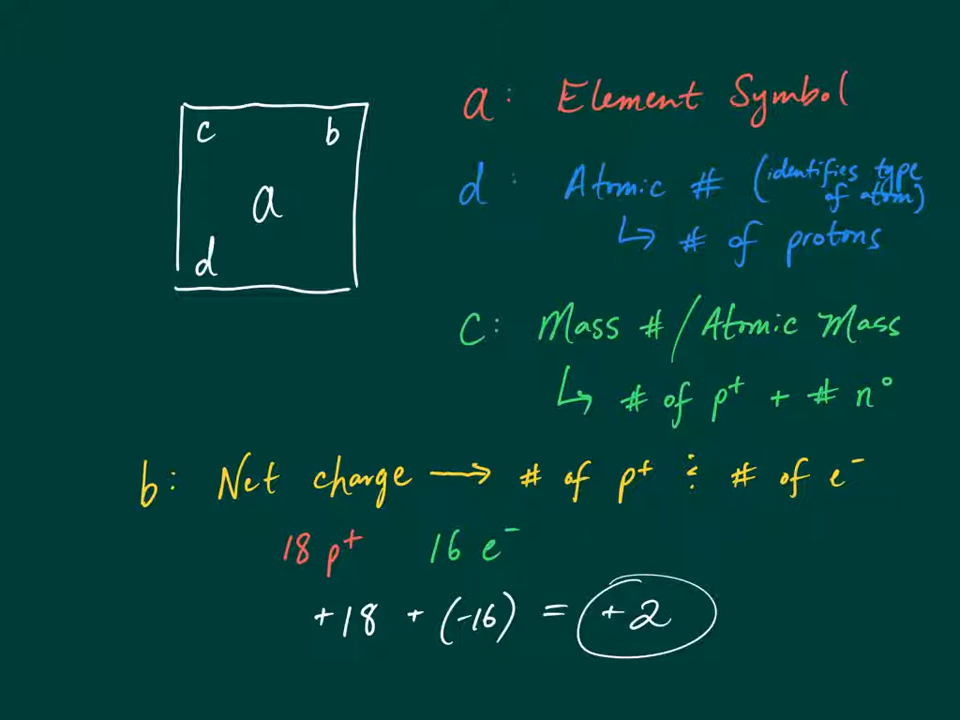 c b
a
d
a: Element Symbol
d: Atomic # (identifies type of atom)
↳ # of protons
c: Mass # / Atomic Mass
↳ # of p⁺ + # n°
b: Net charge → # of p⁺ & # of e⁻
18 p⁺ 16 e⁻
+18 + (-16) = +2